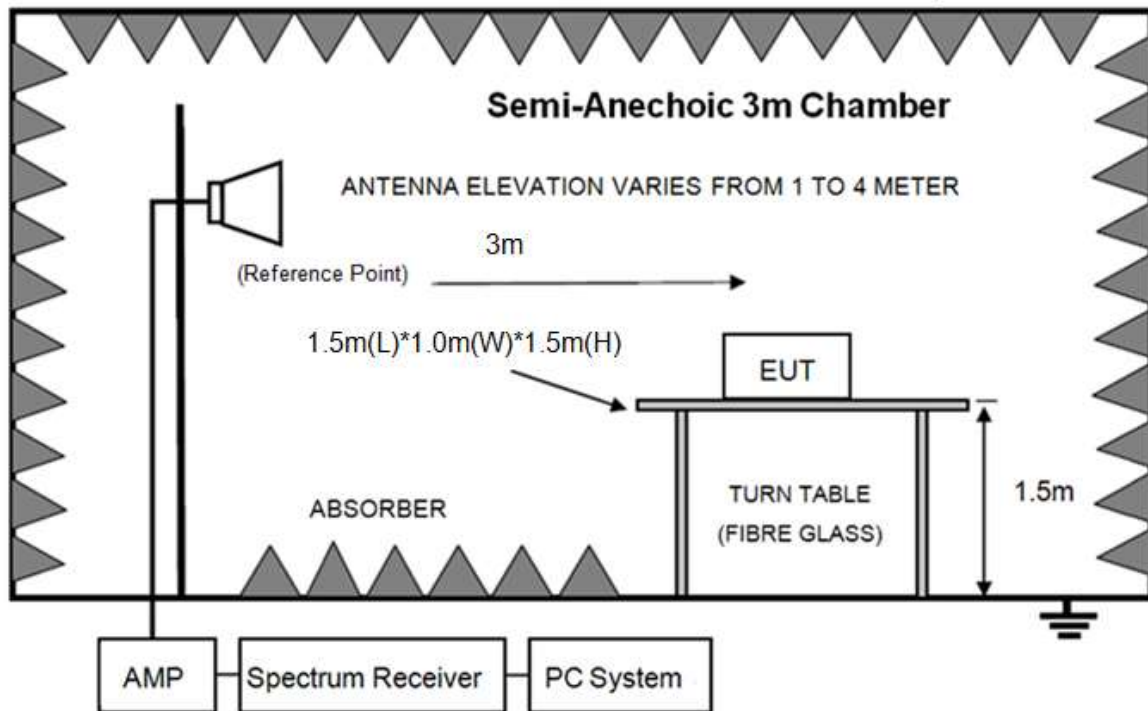 Semi-Anechoic 3m Chamber
ANTENNA ELEVATION VARIES FROM 1 TO 4 METER
3m
(Reference Point)
1.5m(L)*1.0m(W)*1.5m(H)
EUT
TURN TABLE
(FIBRE GLASS)
1.5m
ABSORBER
AMP
Spectrum Receiver
PC System